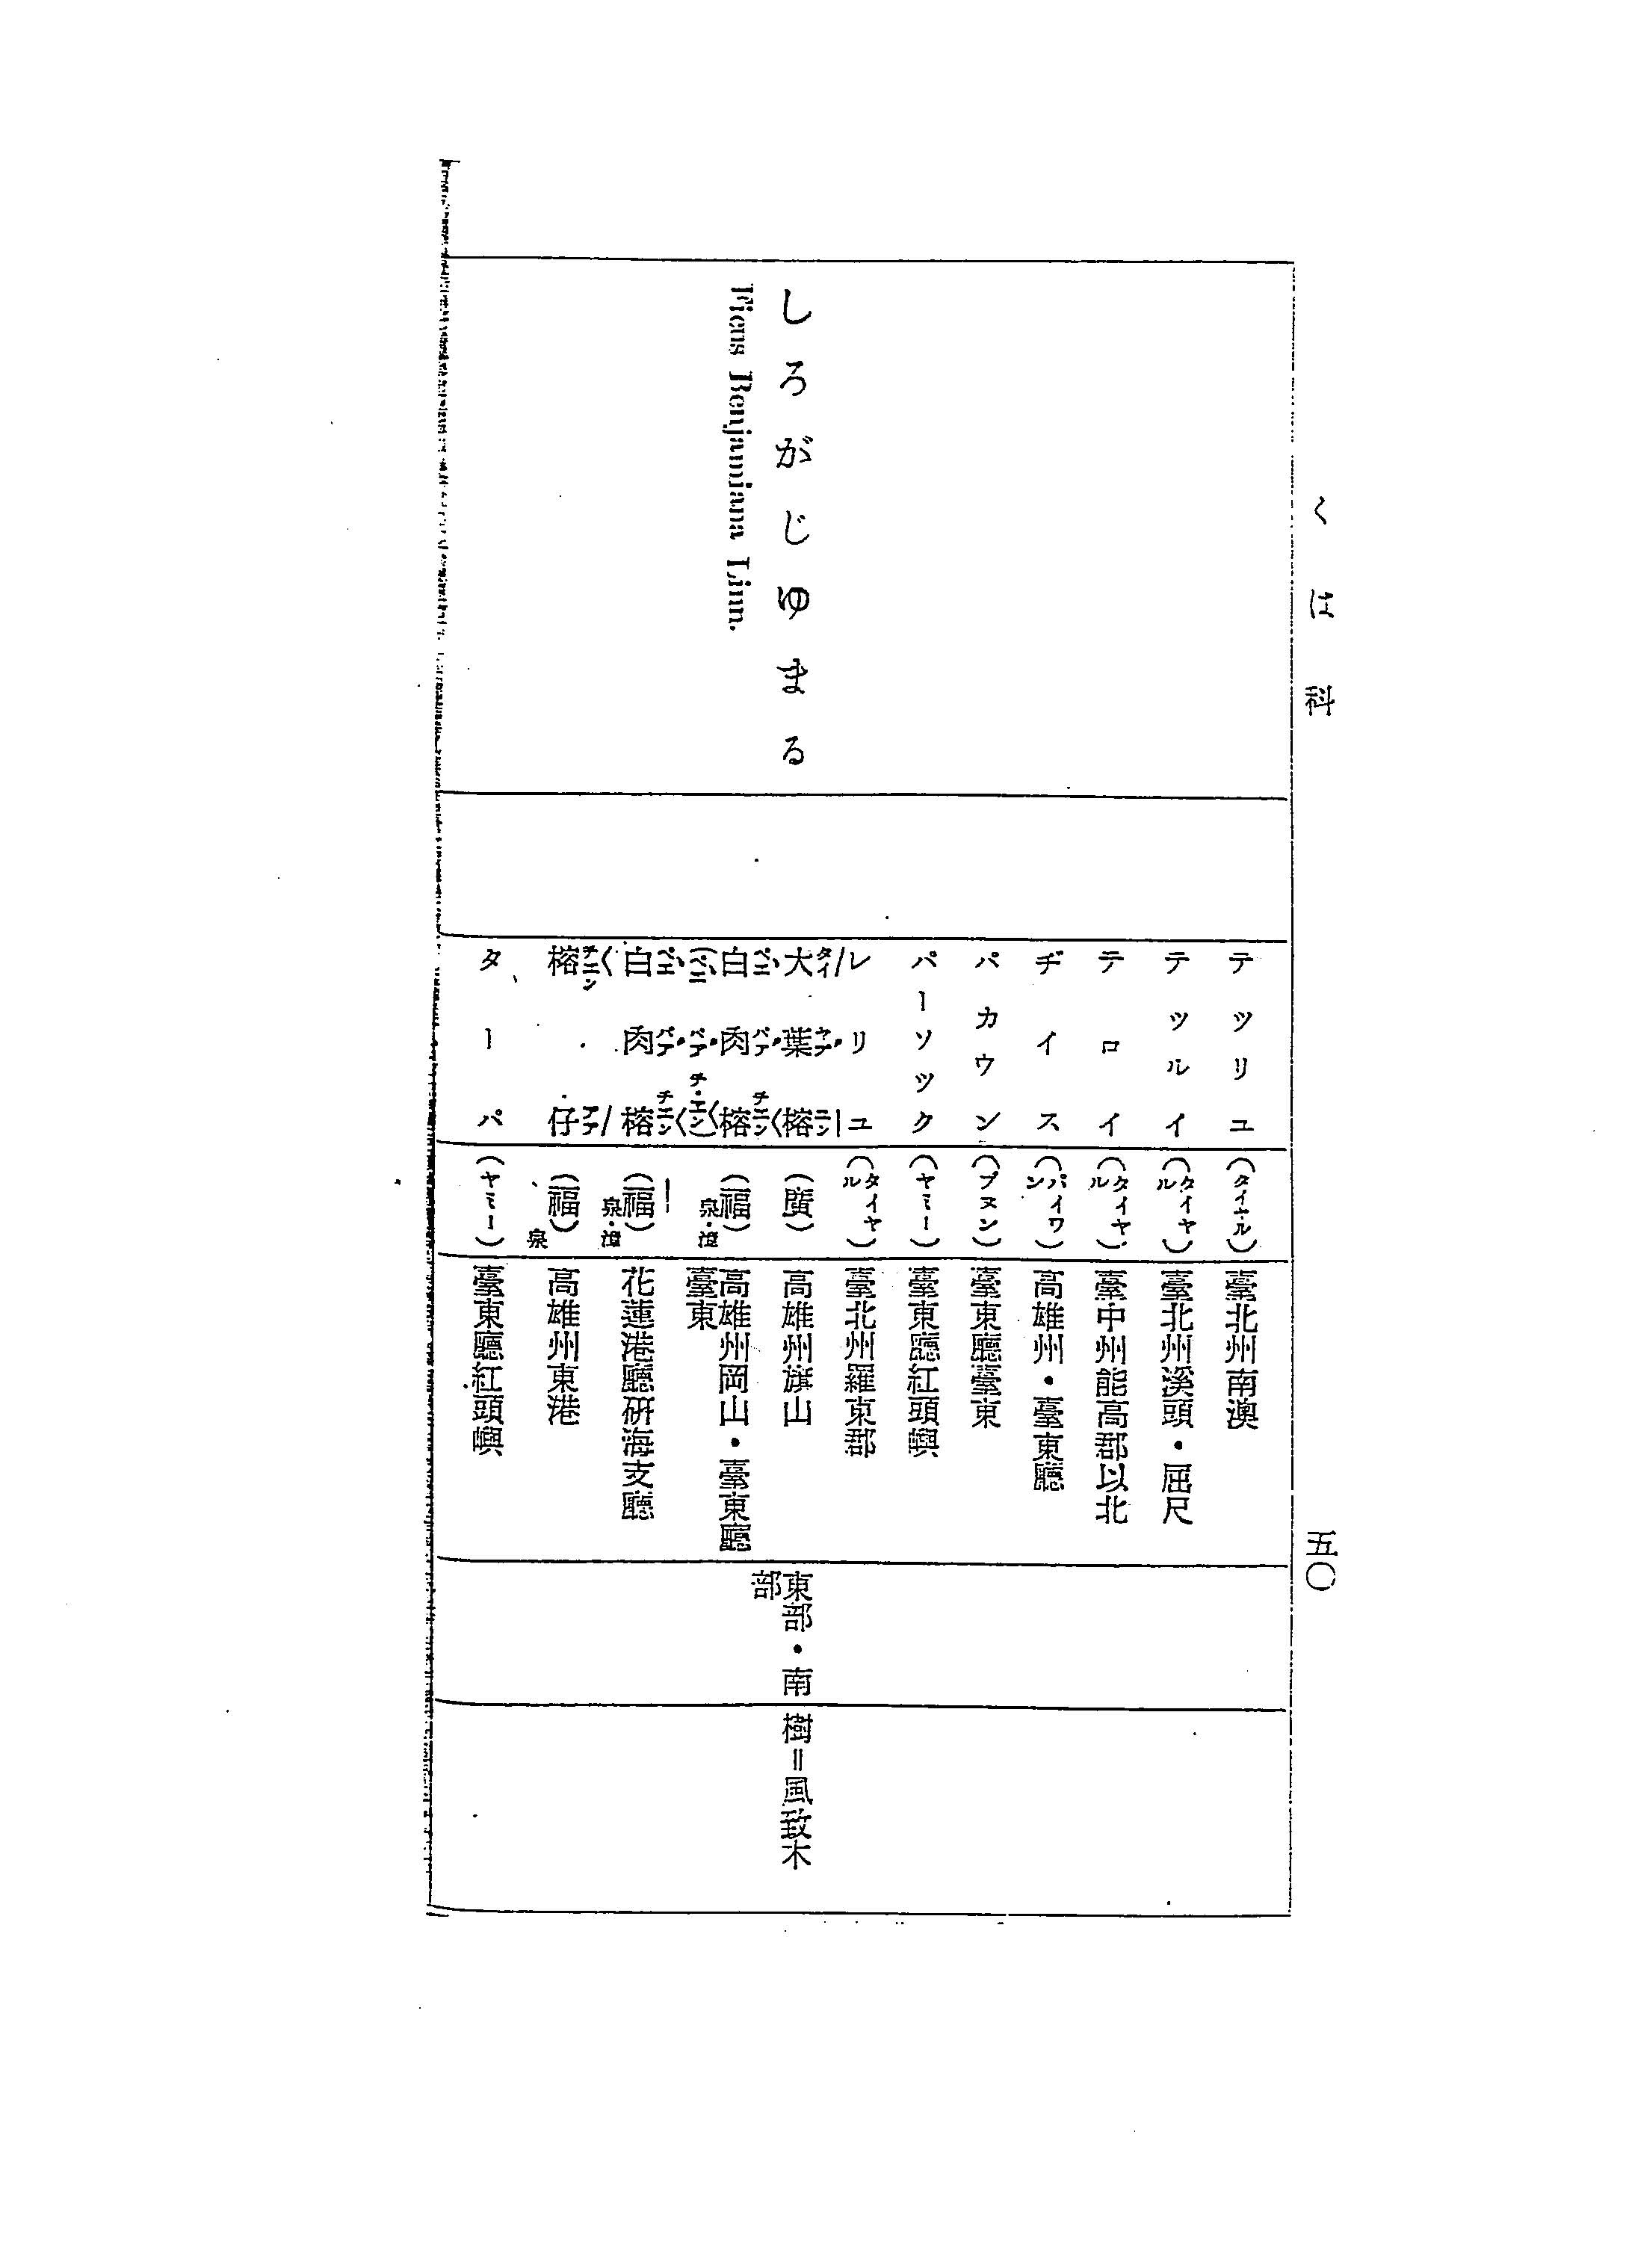 くは科
五〇
テツリユ (タイヤル) 臺北州南澳
テツルイ (タイヤル) 臺北州溪頭・屈尺
テロイ (タイヤル) 臺中州能高郡以北
ヂイス (パイワン) 高雄州・臺東廳
パカウン (ブヌン) 臺東廳臺東
パーソツク (ヤミー) 臺東廳紅頭嶼
レリユ (タイヤル) 臺北州羅東郡
しろがじゆまる
Ficus Benjamiana Linn.
大葉榕 (廣) 高雄州旗山
白肉榕 (福) 泉・漳 高雄州岡山・臺東廳臺東
白肉榕 (福) 泉・漳 花蓮港廳研海支廳
榕仔 (福) 泉 高雄州東港
ターパ (ヤミー) 臺東廳紅頭嶼
東部・南部
樹=風致木